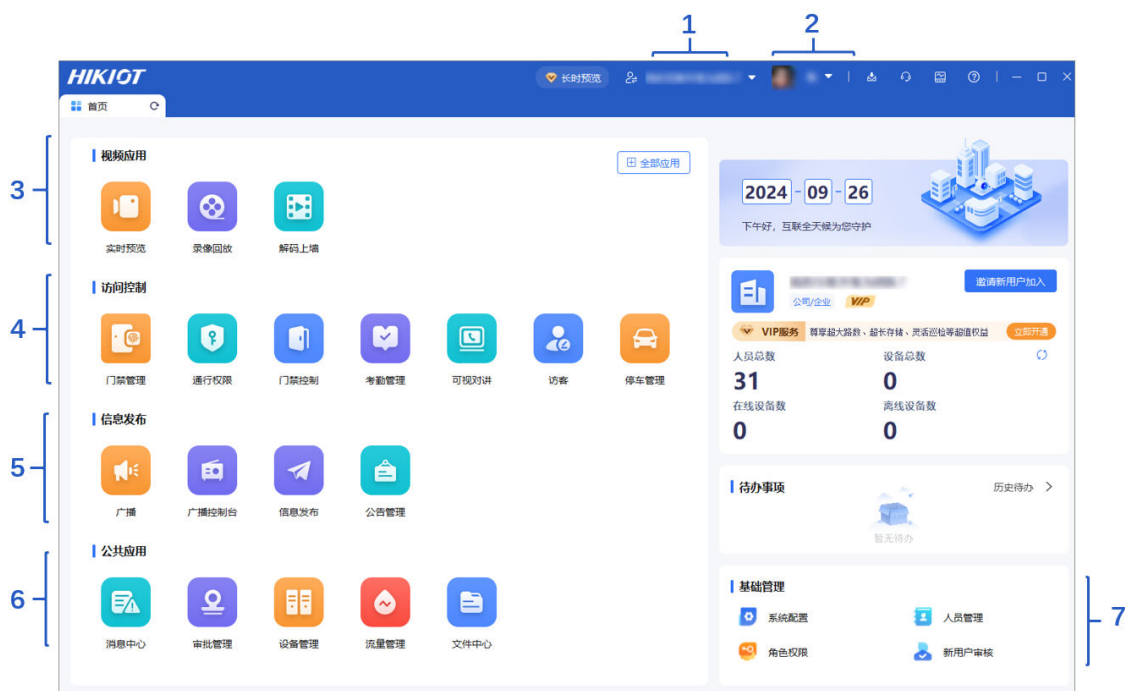 1
2
HIKIOT
长时预览
首页
3
视频应用
全部应用
实时预览
录像回放
解码上墙
4
访问控制
门禁管理
通行权限
门禁控制
考勤管理
可视对讲
访客
停车管理
5
信息发布
广播
广播控制台
信息发布
公告管理
6
公共应用
消息中心
审批管理
设备管理
流量管理
文件中心
2024-09-26
下午好，互联全天候为您守护
公司/企业
VIP
邀请新用户加入
VIP服务
尊享超大路数、超长存储、灵活巡检等超值权益
立即开通
人员总数
设备总数
31
0
在线设备数
离线设备数
0
0
待办事项
历史待办
暂无待办
7
基础管理
系统配置
人员管理
角色权限
新用户审核